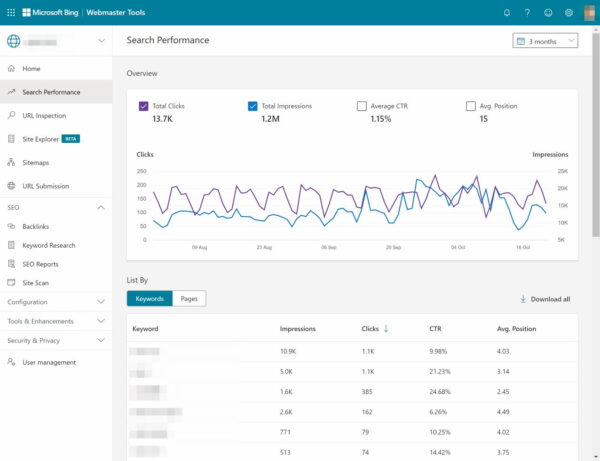 Microsoft Bing | Webmaster Tools
Search Performance
3 months
Home
Search Performance
URL Inspection
Site Explorer BETA
Sitemaps
URL Submission
SEO
Backlinks
Keyword Research
SEO Reports
Site Scan
Configuration
Tools & Enhancements
Security & Privacy
User management
Overview
Total Clicks
13.7K
Total Impressions
1.2M
Average CTR
1.15%
Avg. Position
15
Clicks
Impressions
250
200
150
100
50
0
25K
20K
15K
10K
5K
09 Aug 23 Aug 06 Sep 20 Sep 04 Oct 18 Oct
List By
Keywords Pages
Download all
Keyword Impressions Clicks CTR Avg. Position
10.9K 1.1K 9.98% 4.03
5.0K 1.1K 21.23% 3.14
1.6K 385 24.68% 2.45
2.6K 162 6.26% 4.49
771 79 10.25% 4.02
513 74 14.42% 3.75